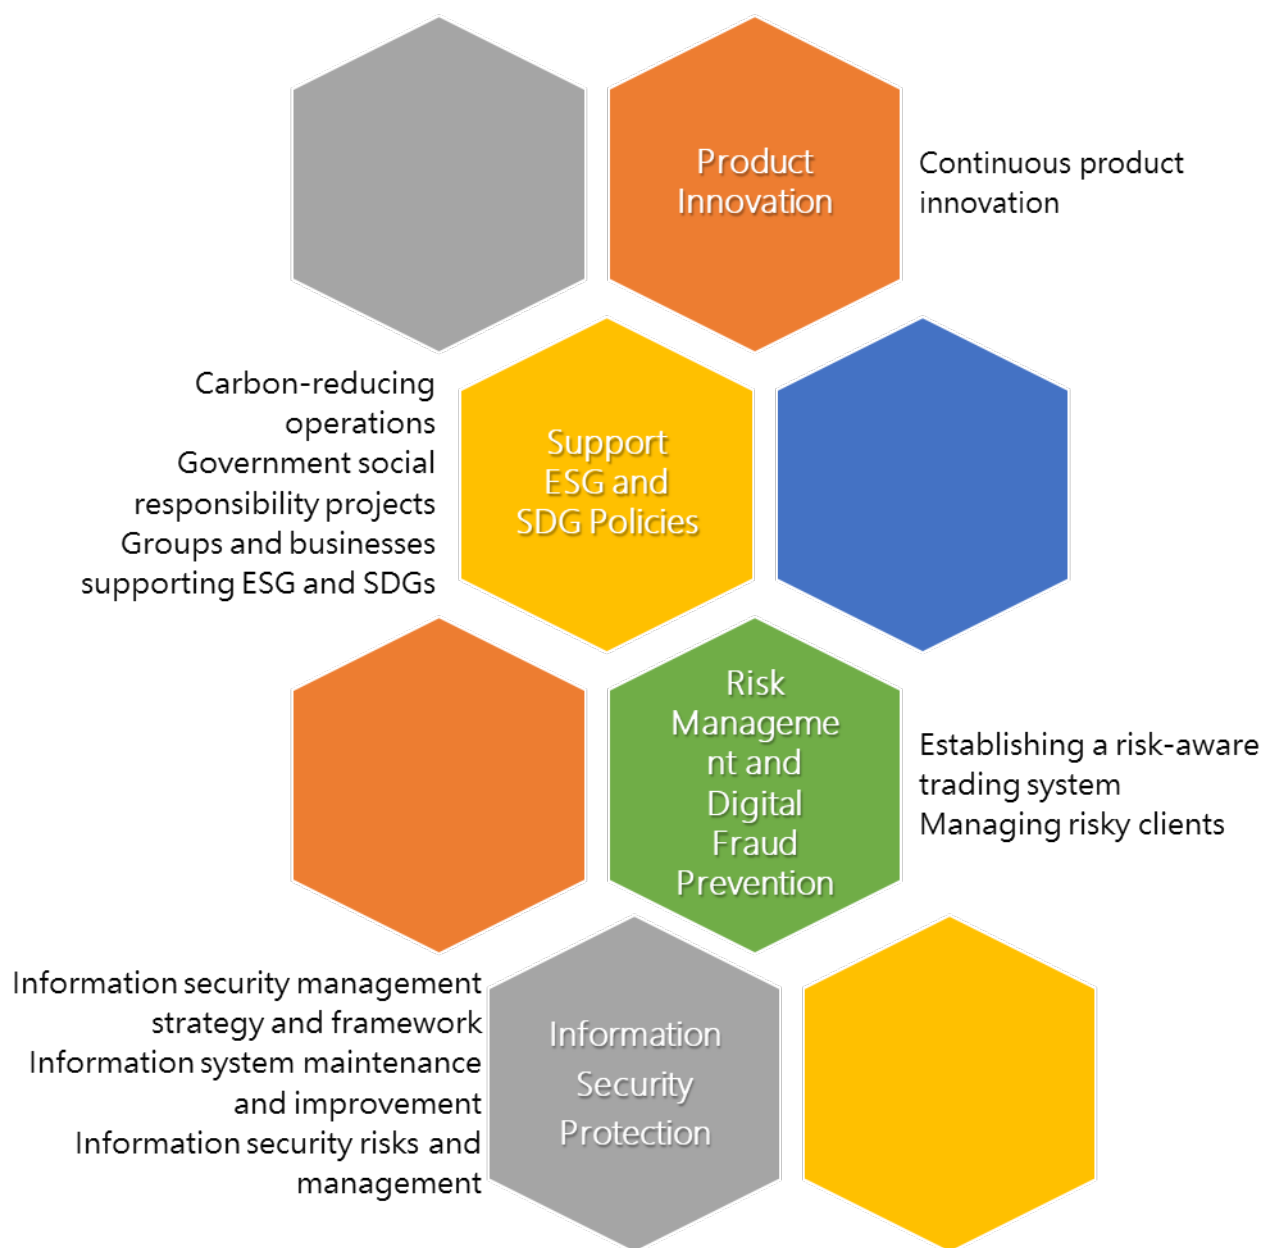 Product
Innovation
Continuous product
innovation
Carbon-reducing
operations
Government social
responsibility projects
Groups and businesses
supporting ESG and SDGs
Support
ESG and
SDG Policies
Risk
Manageme
nt and
Digital
Fraud
Prevention
Establishing a risk-aware
trading system
Managing risky clients
Information security management
strategy and framework
Information system maintenance
and improvement
Information security risks and
management
Information
Security
Protection